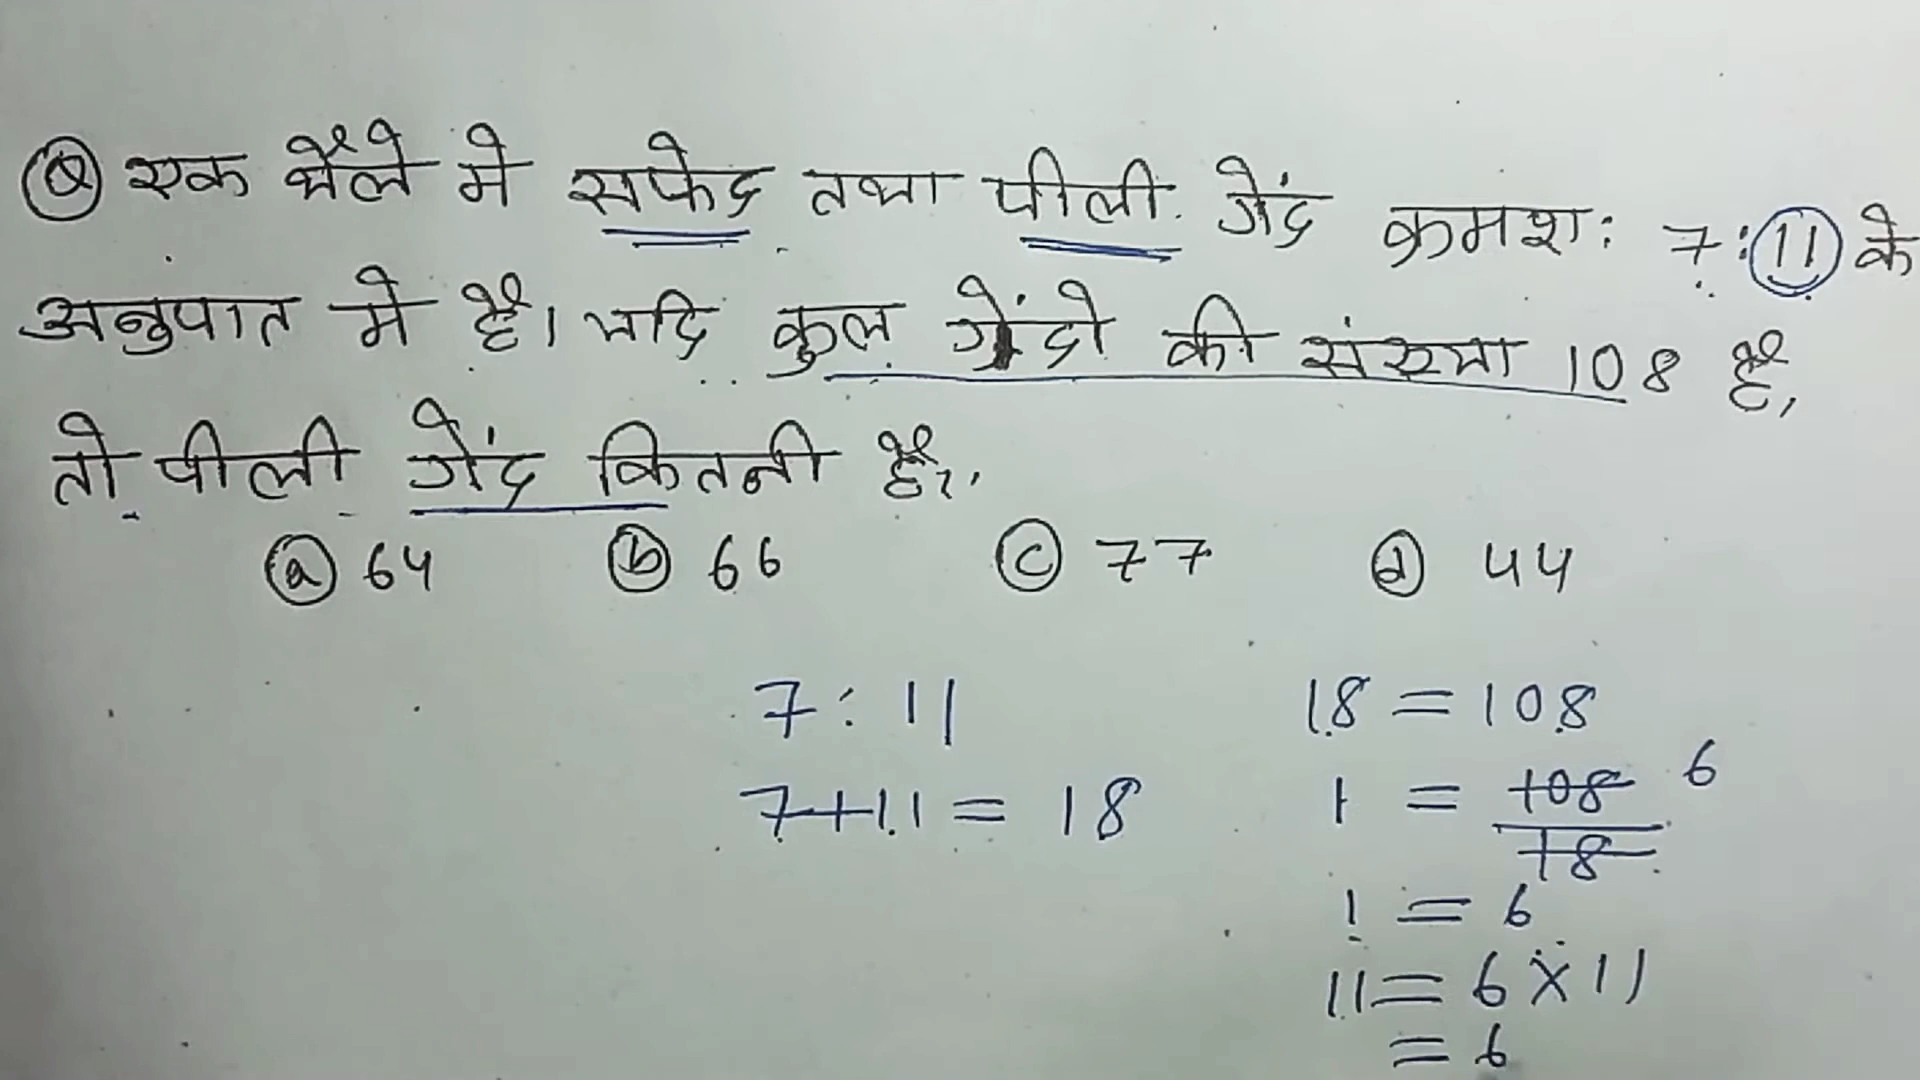 Q एक थैले मे सफेद तथा पीली गेंद क्रमश: 7:11 के
अनुपात मे है। यदि कुल गेंदो की संख्या 108 है,
तो पीली गेंद कितनी है?
a 64 b 66 c 77 d 44
7 : 11 18 = 108
7+11 = 18 1 = 108/18 6
1 = 6
11 = 6 X 11
= 6